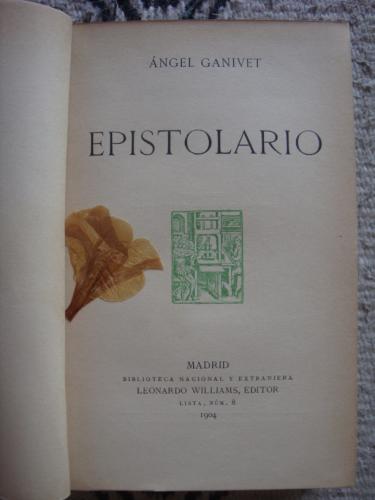 ÁNGEL GANIVET
EPISTOLARIO
MADRID
BIBLIOTECA NACIONAL Y EXTRANJERA
LEONARDO WILLIAMS, EDITOR
LISTA, NÚM. 8
1904